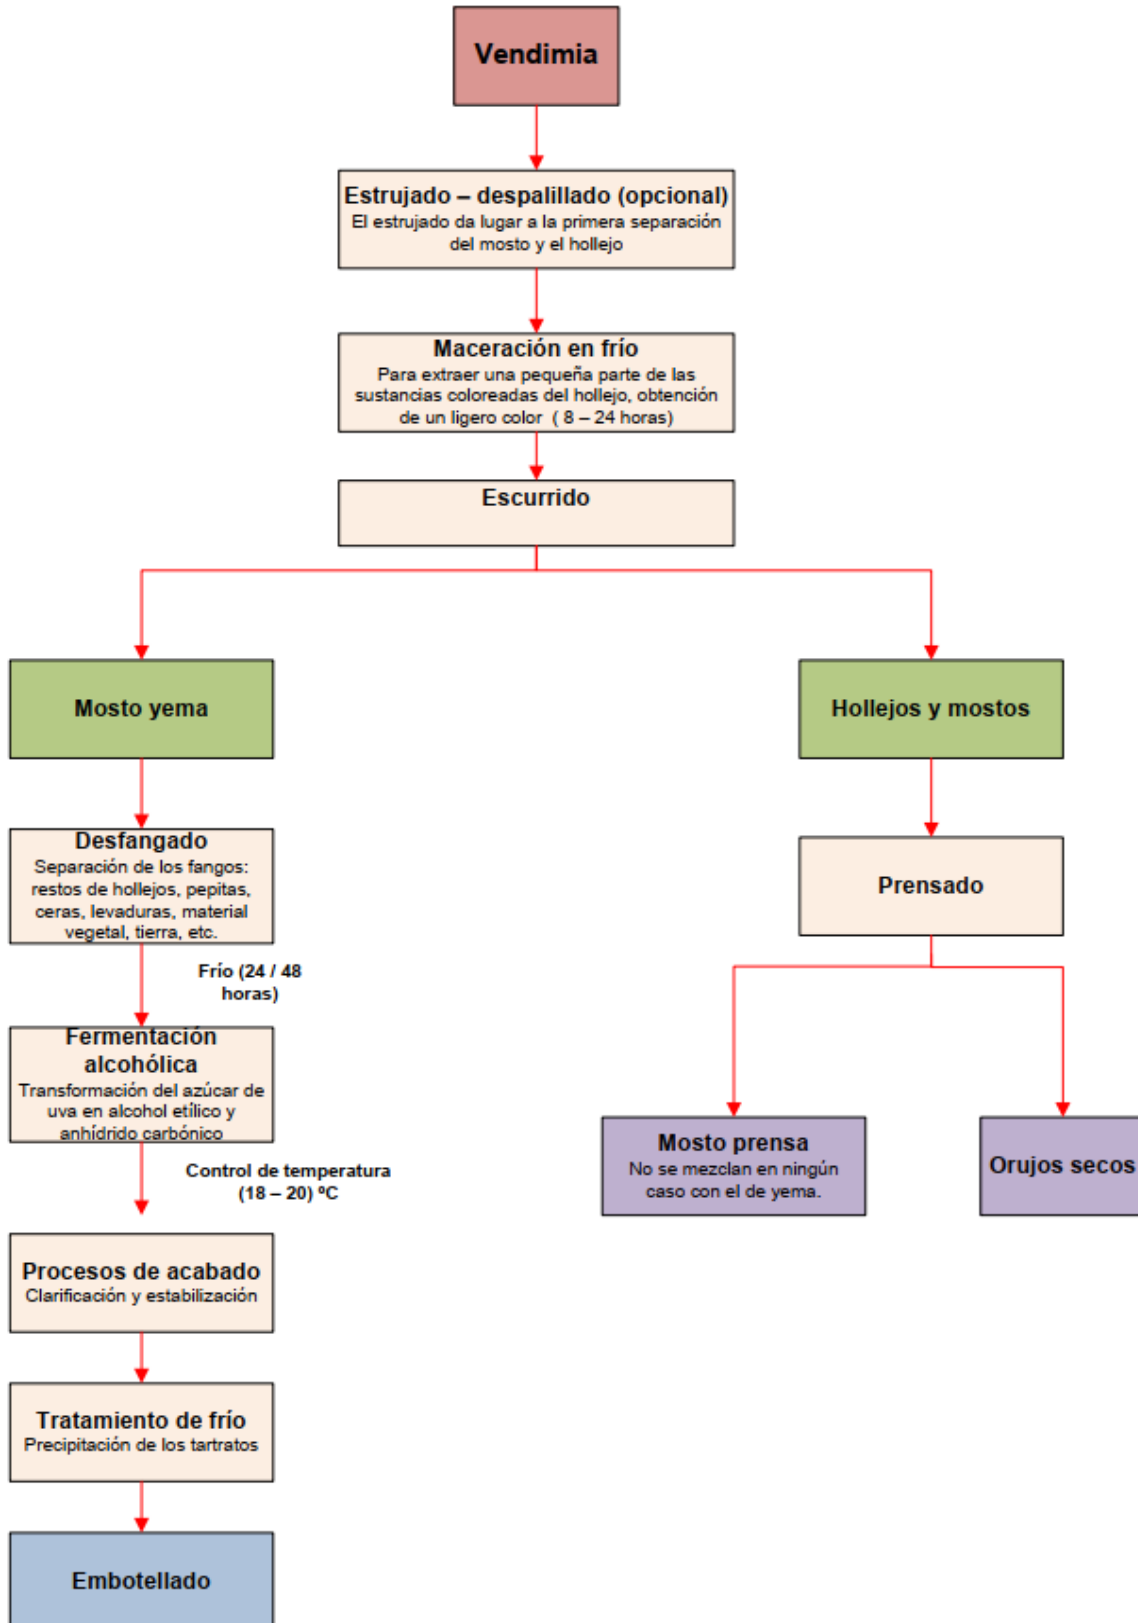 Vendimia
Estrujado – despalillado (opcional)
El estrujado da lugar a la primera separación
del mosto y el hollejo
Maceración en frío
Para extraer una pequeña parte de las
sustancias coloreadas del hollejo, obtención
de un ligero color ( 8 – 24 horas)
Escurrido
Mosto yema
Hollejos y mostos
Desfangado
Separación de los fangos:
restos de hollejos, pepitas,
ceras, levaduras, material
vegetal, tierra, etc.
Prensado
Frío (24 / 48
horas)
Fermentación
alcohólica
Transformación del azúcar de
uva en alcohol etílico y
anhídrido carbónico
Mosto prensa
No se mezclan en ningún
caso con el de yema.
Orujos secos
Control de temperatura
(18 – 20) ºC
Procesos de acabado
Clarificación y estabilización
Tratamiento de frío
Precipitación de los tartratos
Embotellado